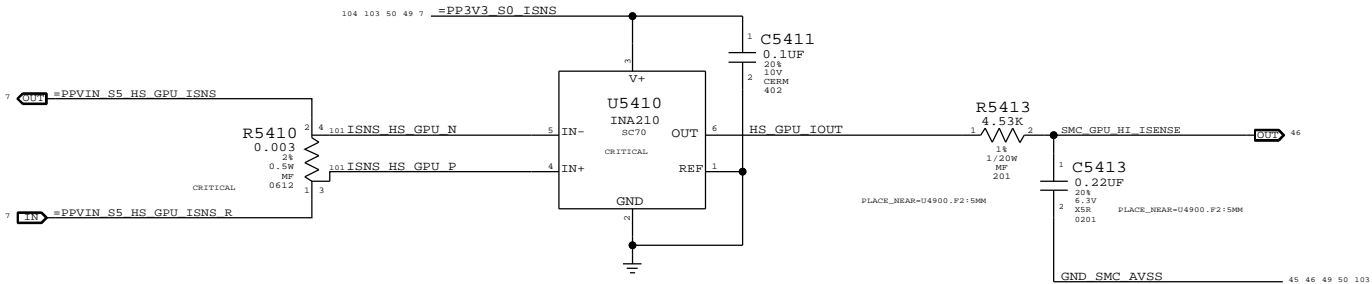 104 103 50 49 7 =PP3V3_S0_ISNS
1 C5411
0.1UF
20%
10V
2 CERM
402
3
V+
7 OUT =PPVIN_S5_HS_GPU_ISNS
U5410
INA210
SC70
CRITICAL
R5410
0.003
2%
0.5W
MF
0612
CRITICAL
2 4 101 ISNS_HS_GPU_N 5 IN-
OUT 6 HS_GPU_IOUT
101 ISNS_HS_GPU_P 4 IN+
REF 1
1 3
GND
2
7 IN =PPVIN_S5_HS_GPU_ISNS_R
R5413
4.53K
1 2
1%
1/20W
MF
201
SMC_GPU_HI_ISENSE OUT 46
PLACE_NEAR=U4900.F2:5MM
1 C5413
0.22UF
20%
2 6.3V
X5R
0201
PLACE_NEAR=U4900.F2:5MM
GND_SMC_AVSS 45 46 49 50 103